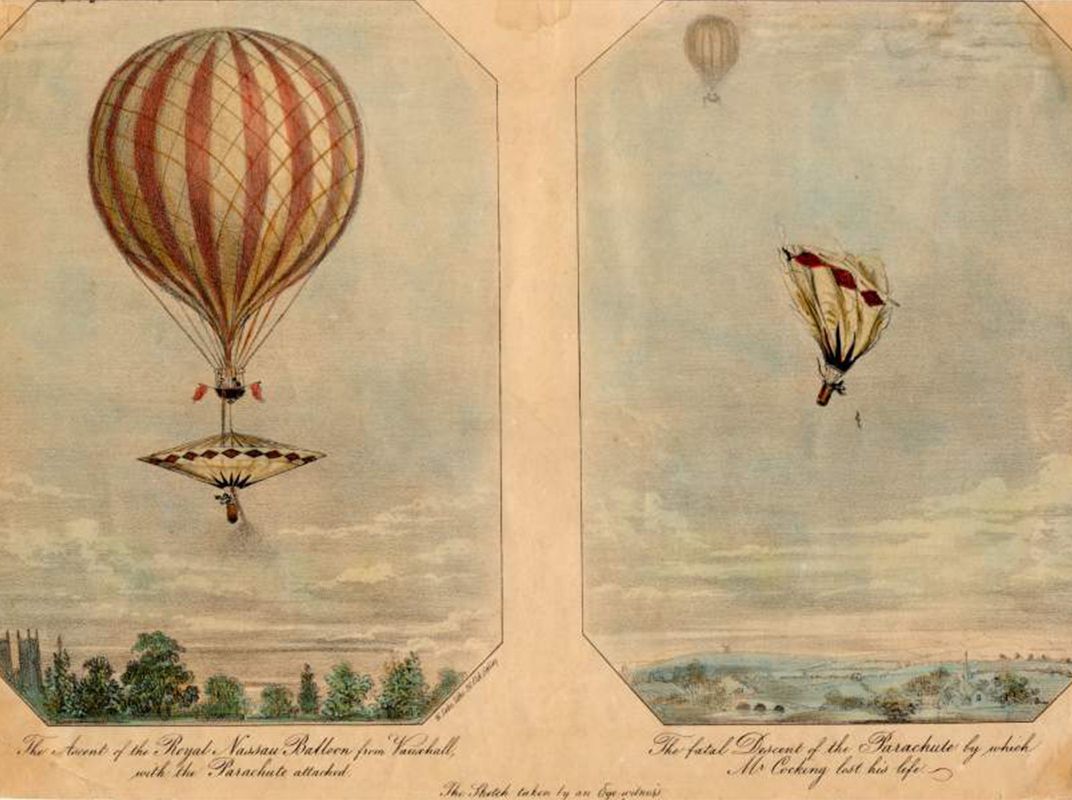 The Ascent of the Royal Nassau Balloon from Vauxhall,
with the Parachute attached.
The fatal Descent of the Parachute by which
Mr Cocking lost his life.
The Sketch taken by an Eye-witness